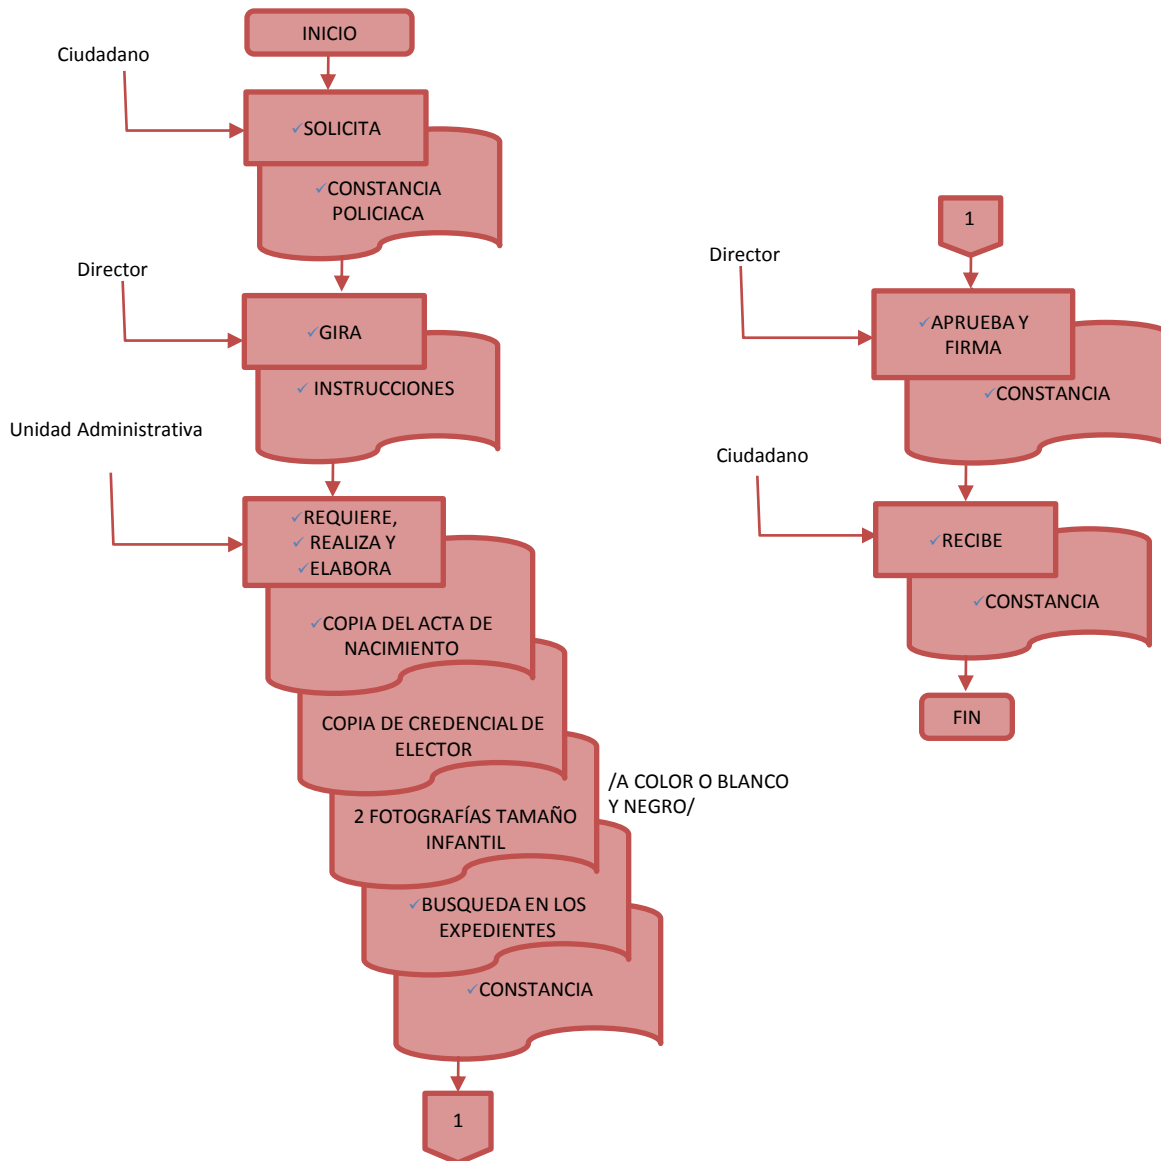 INICIO
Ciudadano
✓SOLICITA
✓CONSTANCIA
POLICIACA
Director
✓GIRA
✓ INSTRUCCIONES
Unidad Administrativa
✓REQUIERE,
✓ REALIZA Y
✓ELABORA
✓COPIA DEL ACTA DE
NACIMIENTO
COPIA DE CREDENCIAL DE
ELECTOR
/A COLOR O BLANCO
Y NEGRO/
2 FOTOGRAFÍAS TAMAÑO
INFANTIL
✓BUSQUEDA EN LOS
EXPEDIENTES
✓CONSTANCIA
1
1
Director
✓APRUEBA Y
FIRMA
✓CONSTANCIA
Ciudadano
✓RECIBE
✓CONSTANCIA
FIN